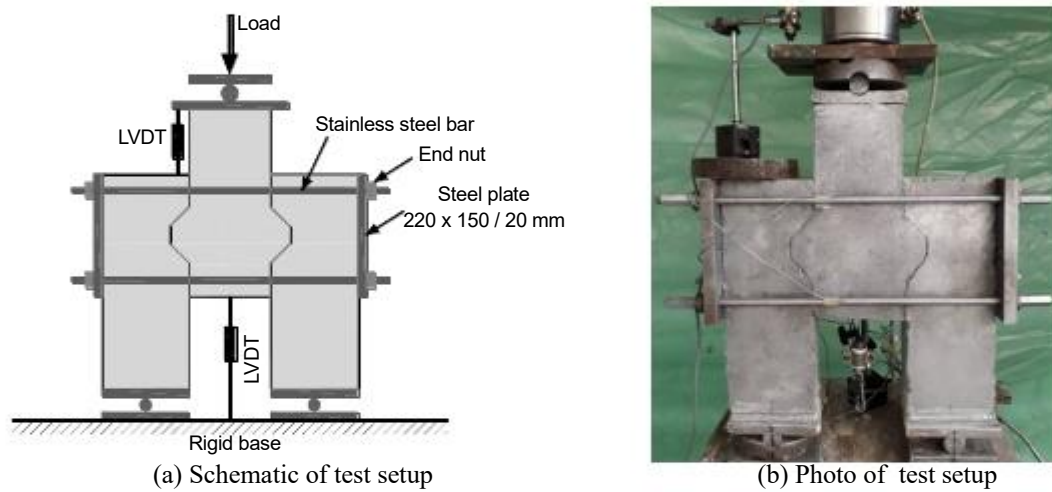 Load
LVDT
Stainless steel bar
End nut
Steel plate
220 x 150 / 20 mm
LVDT
Rigid base
(a) Schematic of test setup
(b) Photo of test setup